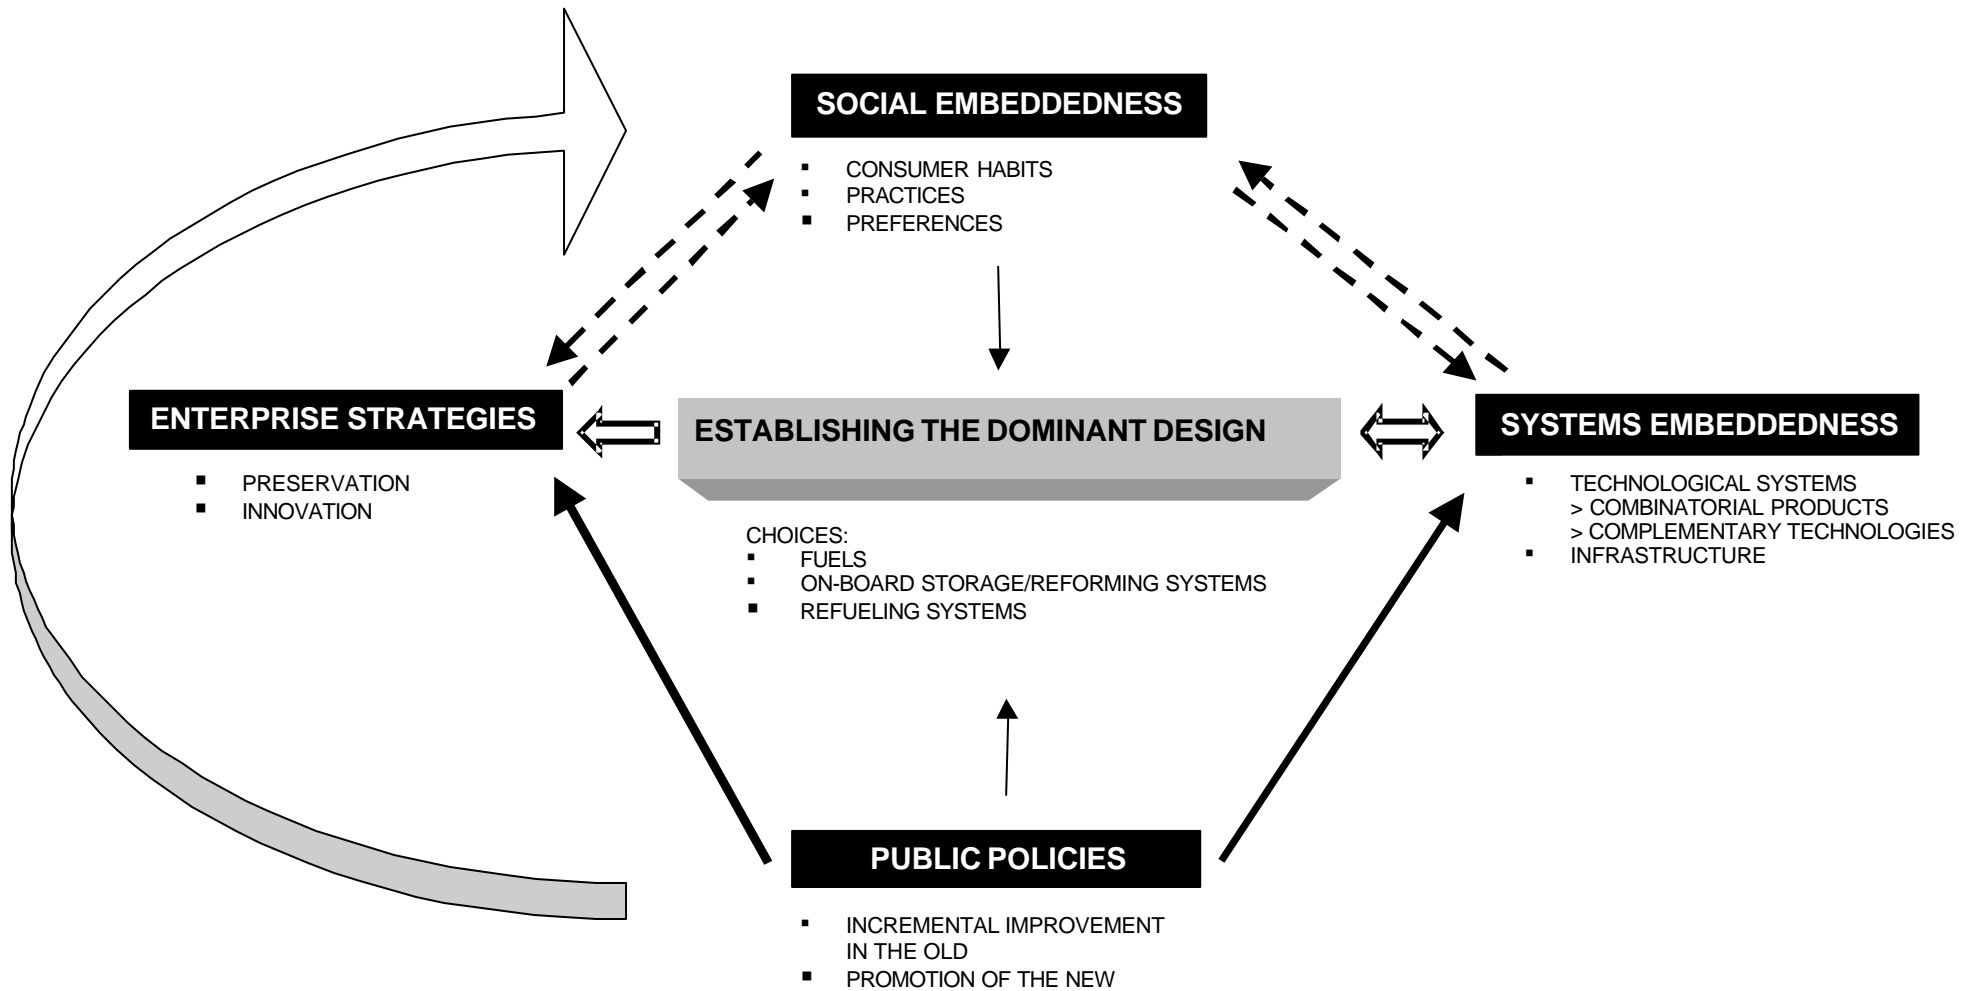 SOCIAL EMBEDDEDNESS
▪ CONSUMER HABITS
▪ PRACTICES
▪ PREFERENCES
ENTERPRISE STRATEGIES
▪ PRESERVATION
▪ INNOVATION
ESTABLISHING THE DOMINANT DESIGN
CHOICES:
▪ FUELS
▪ ON-BOARD STORAGE/REFORMING SYSTEMS
▪ REFUELING SYSTEMS
SYSTEMS EMBEDDEDNESS
▪ TECHNOLOGICAL SYSTEMS
> COMBINATORIAL PRODUCTS
> COMPLEMENTARY TECHNOLOGIES
▪ INFRASTRUCTURE
PUBLIC POLICIES
▪ INCREMENTAL IMPROVEMENT
IN THE OLD
▪ PROMOTION OF THE NEW